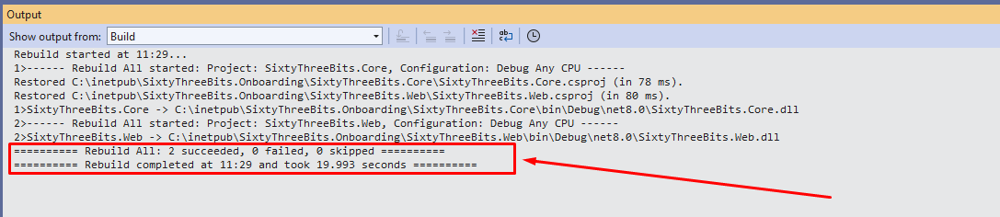 Output
Show output from: Build
Rebuild started at 11:29...
1>------ Rebuild All started: Project: SixtyThreeBits.Core, Configuration: Debug Any CPU ------
Restored C:\inetpub\SixtyThreeBits.Onboarding\SixtyThreeBits.Core\SixtyThreeBits.Core.csproj (in 78 ms).
Restored C:\inetpub\SixtyThreeBits.Onboarding\SixtyThreeBits.Web\SixtyThreeBits.Web.csproj (in 80 ms).
1>SixtyThreeBits.Core -> C:\inetpub\SixtyThreeBits.Onboarding\SixtyThreeBits.Core\bin\Debug\net8.0\SixtyThreeBits.Core.dll
2>------ Rebuild All started: Project: SixtyThreeBits.Web, Configuration: Debug Any CPU ------
2>SixtyThreeBits.Web -> C:\inetpub\SixtyThreeBits.Onboarding\SixtyThreeBits.Web\bin\Debug\net8.0\SixtyThreeBits.Web.dll
========== Rebuild All: 2 succeeded, 0 failed, 0 skipped ==========
========== Rebuild completed at 11:29 and took 19.993 seconds ==========